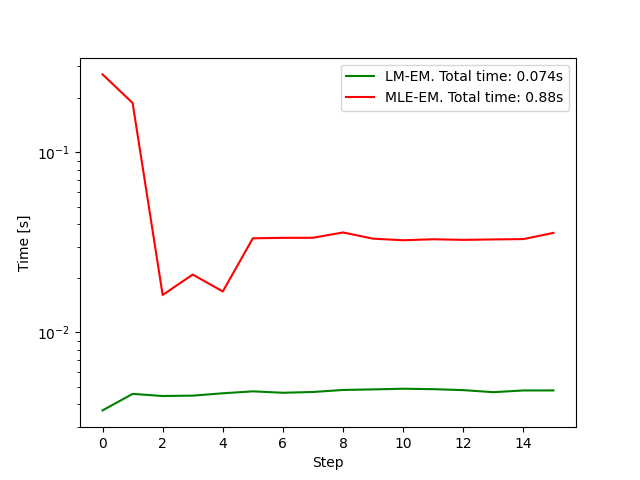 LM-EM. Total time: 0.074s
MLE-EM. Total time: 0.88s
10⁻¹
10⁻²
Time [s]
0 2 4 6 8 10 12 14
Step